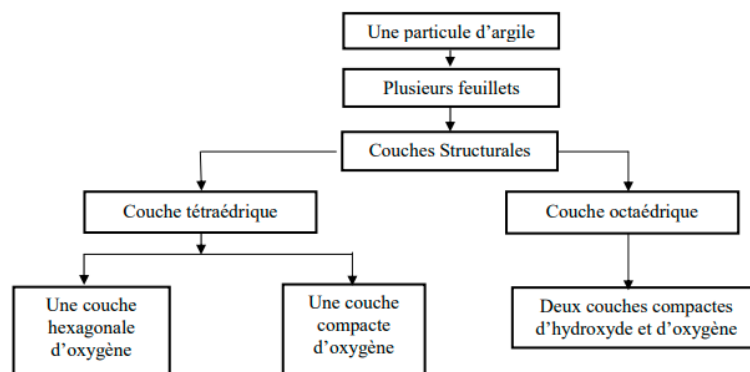 Une particule d'argile
Plusieurs feuillets
Couches Structurales
Couche tétraédrique
Couche octaédrique
Une couche
hexagonale
d'oxygène
Une couche
compacte
d'oxygène
Deux couches compactes
d'hydroxyde et d'oxygène